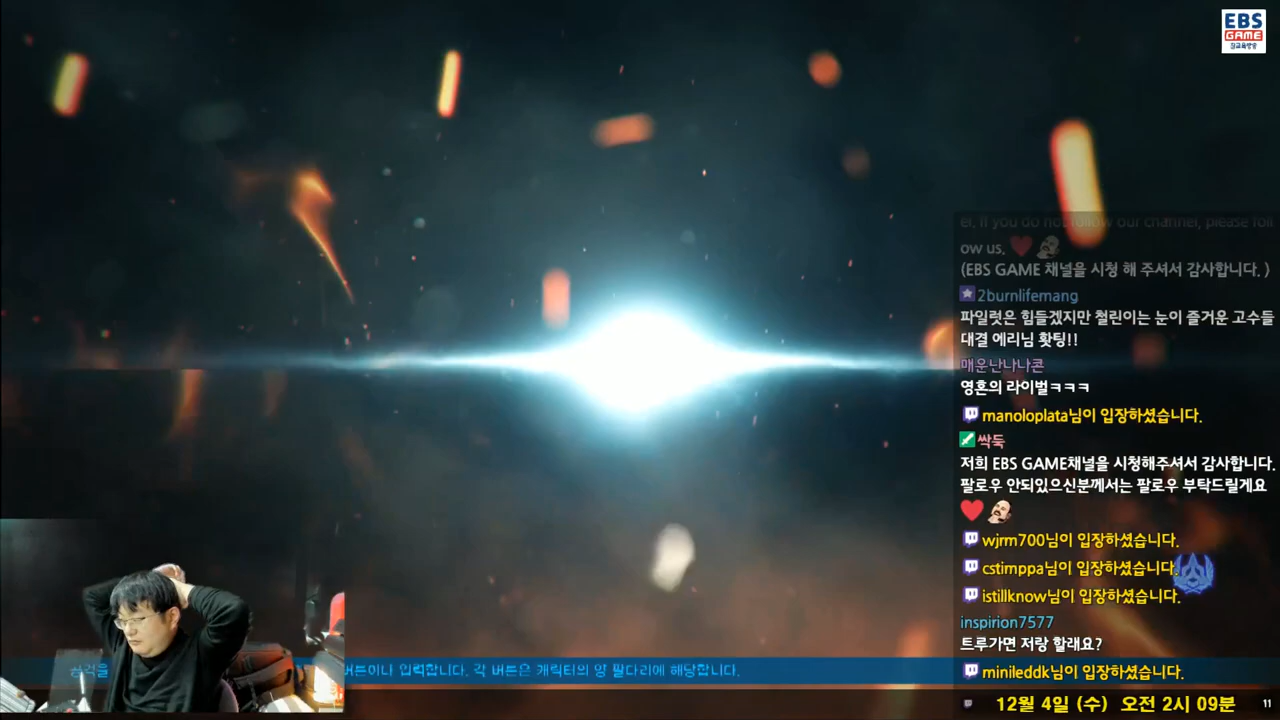 EBS
GAME
el, if you do not follow our channel, please foll
ow us.
(EBS GAME 채널을 시청 해 주셔서 감사합니다. )
2burnlifemang
파일럿은 힘들겠지만 철린이는 눈이 즐거운 고수들
대결 에리님 홧팅!!
매운난나나콘
영혼의 라이벌ㅋㅋㅋ
manoloplata님이 입장하셨습니다.
싹둑
저희 EBS GAME채널을 시청해주셔서 감사합니다.
팔로우 안되있으신분께서는 팔로우 부탁드릴게요
wjrm700님이 입장하셨습니다.
cstimppa님이 입장하셨습니다.
istillknow님이 입장하셨습니다.
inspirion7577
트루가면 저랑 할래요?
minileddk님이 입장하셨습니다.
버튼이나 입력합니다. 각 버튼은 캐릭터의 양 팔다리에 해당합니다.
12월 4일 (수) 오전 2시 09분
11